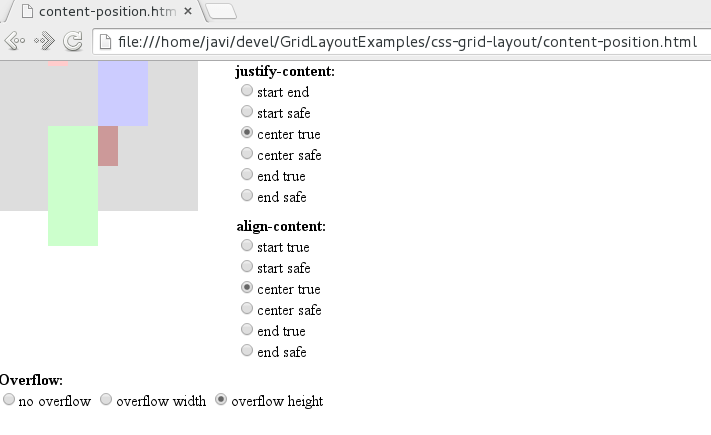 content-position.htm ×
file:///home/javi/devel/GridLayoutExamples/css-grid-layout/content-position.html
justify-content:
start end
start safe
center true
center safe
end true
end safe
align-content:
start true
start safe
center true
center safe
end true
end safe
Overflow:
no overflow overflow width overflow height